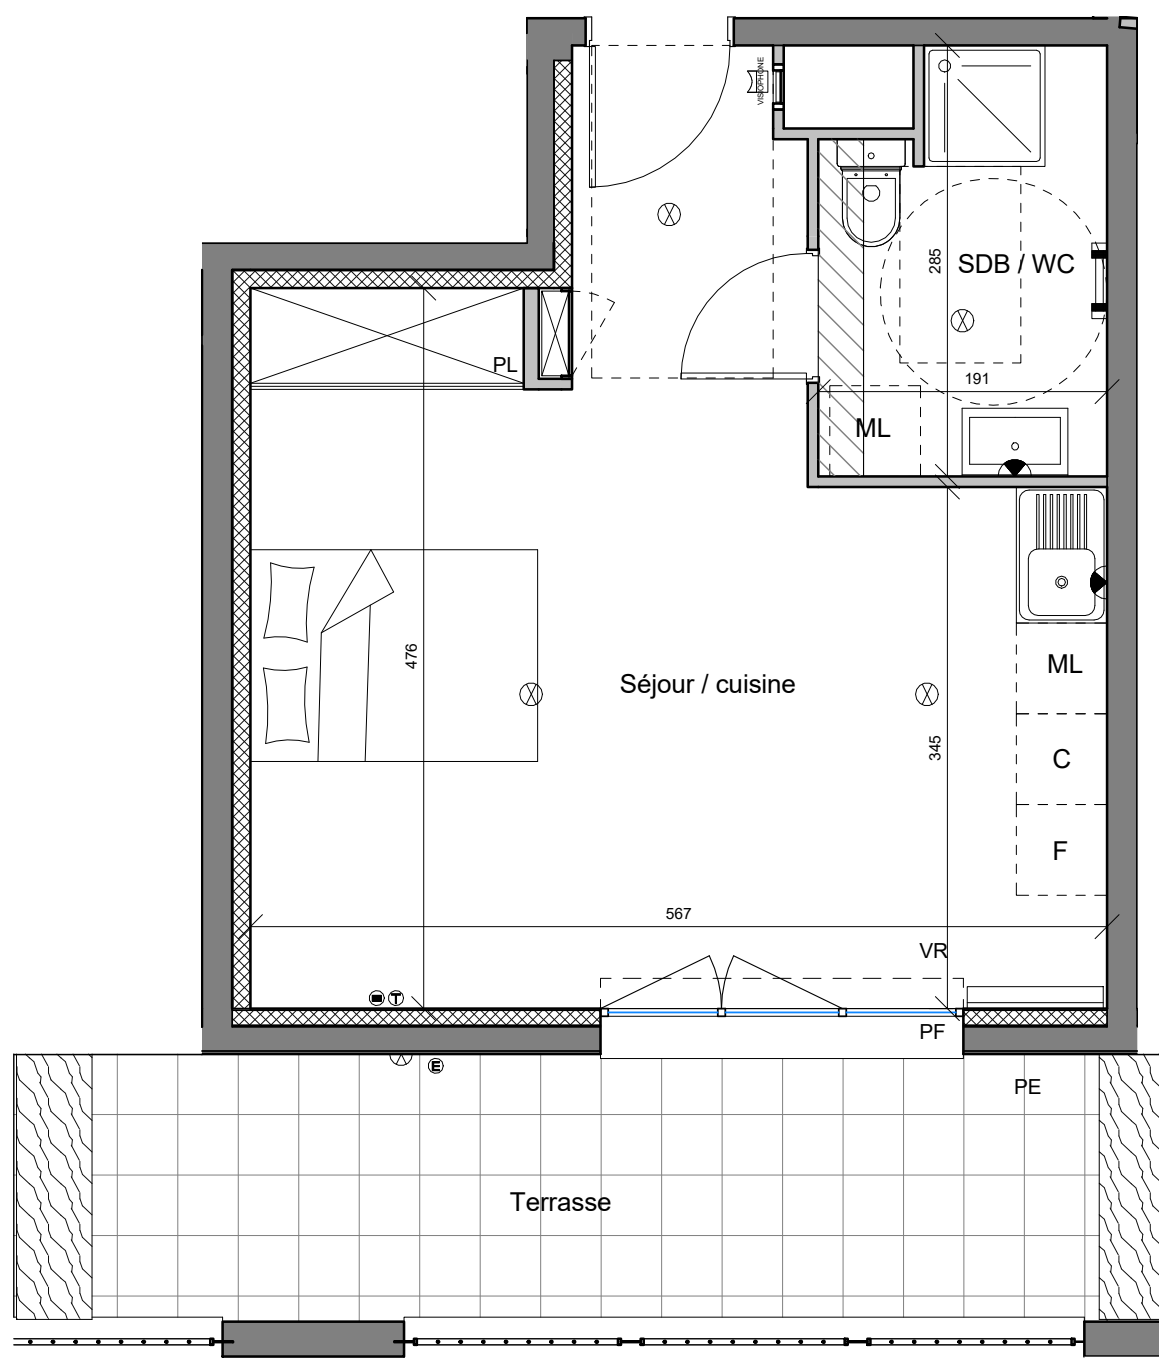 VISIOPHONE
285
SDB / WC
191
PL
ML
476
Séjour / cuisine
ML
345
C
F
567
VR
T
PF
E
PE
Terrasse